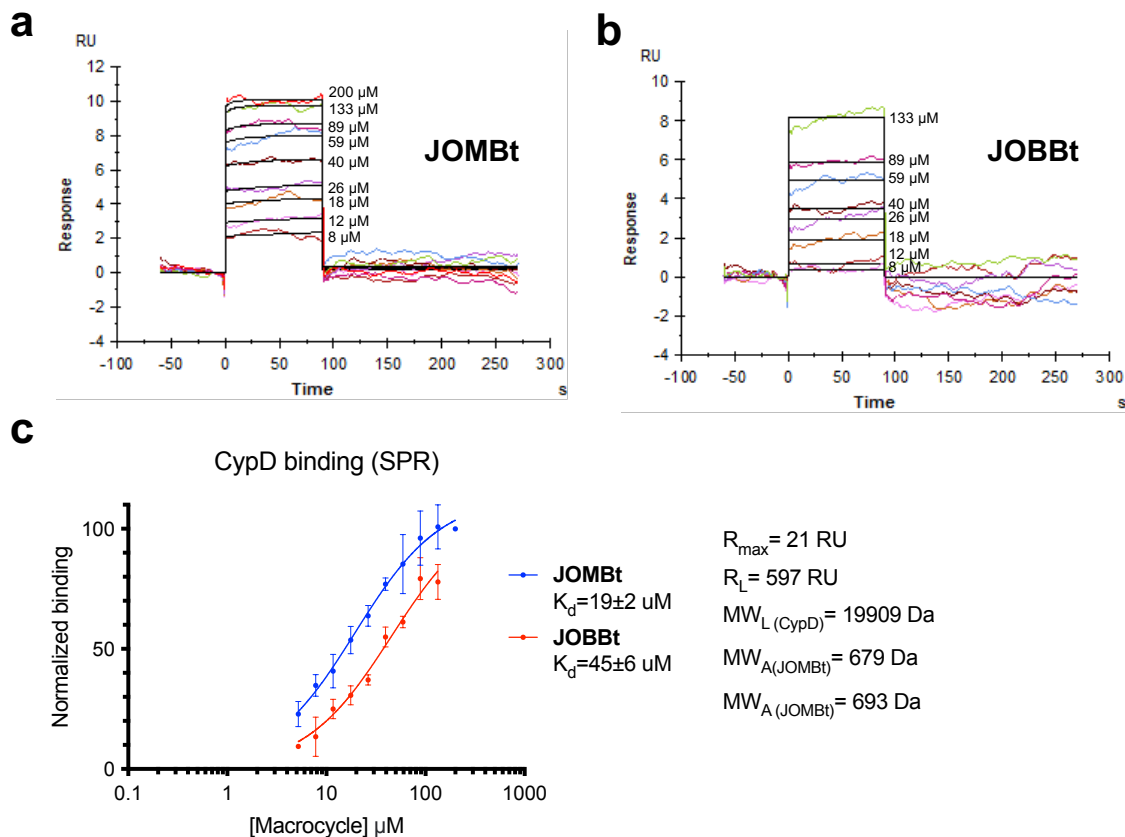 a
RU
12
10
8
6
4
2
0
-2
-4
Response
-100
-50
0
50
100
150
200
250
300
Time
s
200 µM
133 µM
89 µM
59 µM
40 µM
26 µM
18 µM
12 µM
8 µM
JOMBt
b
RU
10
8
6
4
2
0
-2
-4
Response
-100
-50
0
50
100
150
200
250
300
Time
s
133 µM
89 µM
59 µM
40 µM
26 µM
18 µM
12 µM
8 µM
JOBBt
c
CypD binding (SPR)
Normalized binding
100
50
0
0.1
1
10
100
1000
[Macrocycle] µM
JOMBt
Kd=19±2 uM
JOBBt
Kd=45±6 uM
Rmax= 21 RU
RL= 597 RU
MWL (CypD)= 19909 Da
MWA(JOMBt)= 679 Da
MWA (JOMBt)= 693 Da